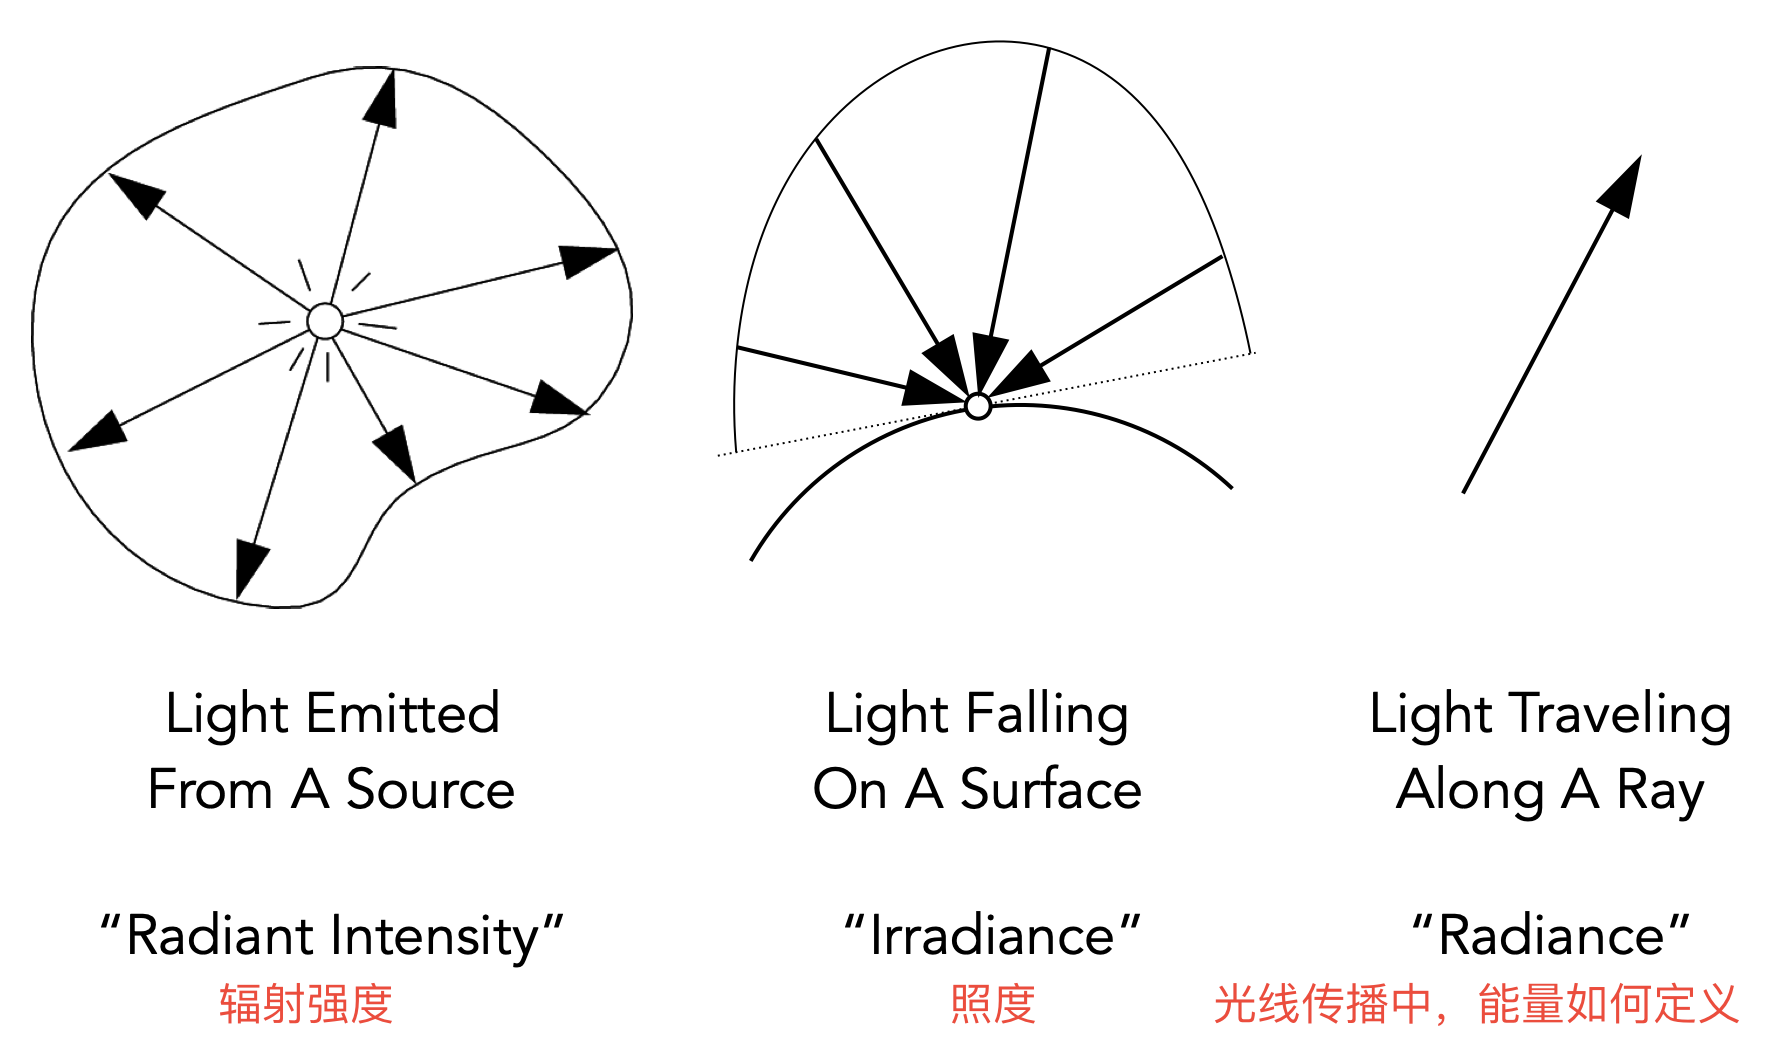 Light Emitted
From A Source
“Radiant Intensity”
辐射强度
Light Falling
On A Surface
“Irradiance”
照度
Light Traveling
Along A Ray
“Radiance”
光线传播中，能量如何定义